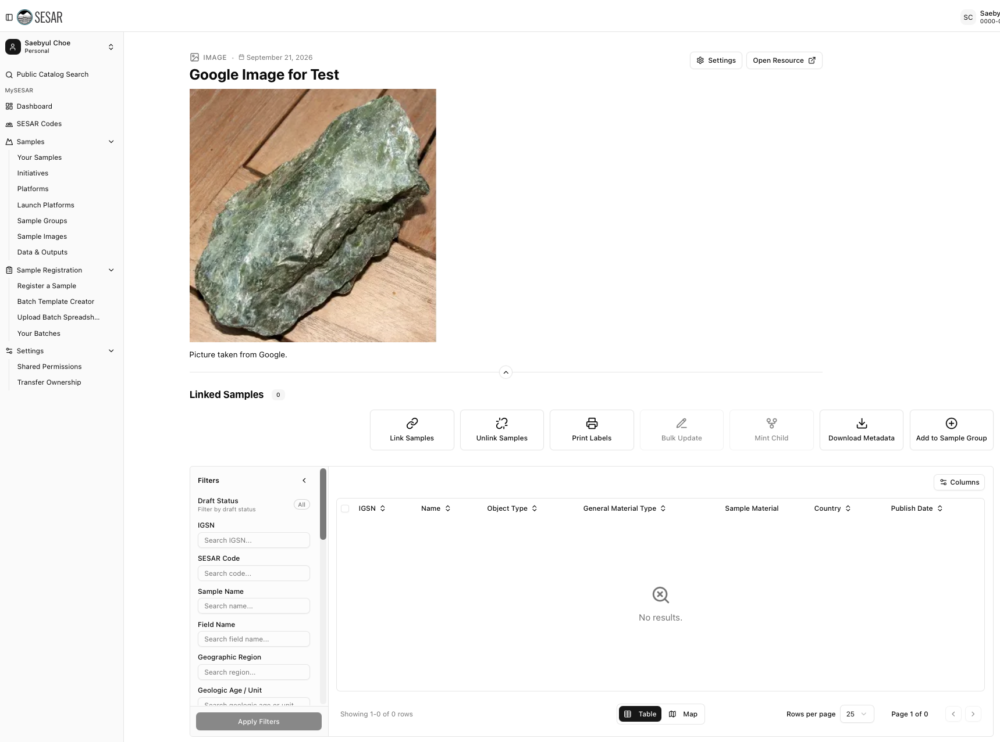 SESAR
SC
Saeby
0000-0
Saebyul Choe
Personal
Public Catalog Search
MySESAR
Dashboard
SESAR Codes
Samples
Your Samples
Initiatives
Platforms
Launch Platforms
Sample Groups
Sample Images
Data & Outputs
Sample Registration
Register a Sample
Batch Template Creator
Upload Batch Spreadsh...
Your Batches
Settings
Shared Permissions
Transfer Ownership
IMAGE • September 21, 2026
Settings
Open Resource
Google Image for Test
Picture taken from Google.
Linked Samples 0
Link Samples
Unlink Samples
Print Labels
Bulk Update
Mint Child
Download Metadata
Add to Sample Group
Filters
Draft Status
Filter by draft status
All
IGSN
Search IGSN...
SESAR Code
Search code...
Sample Name
Search name...
Field Name
Search field name...
Geographic Region
Search region...
Geologic Age / Unit
Search geologic age or unit
Apply Filters
Columns
IGSN Name Object Type General Material Type Sample Material Country Publish Date
No results.
Showing 1-0 of 0 rows
Table
Map
Rows per page 25
Page 1 of 0